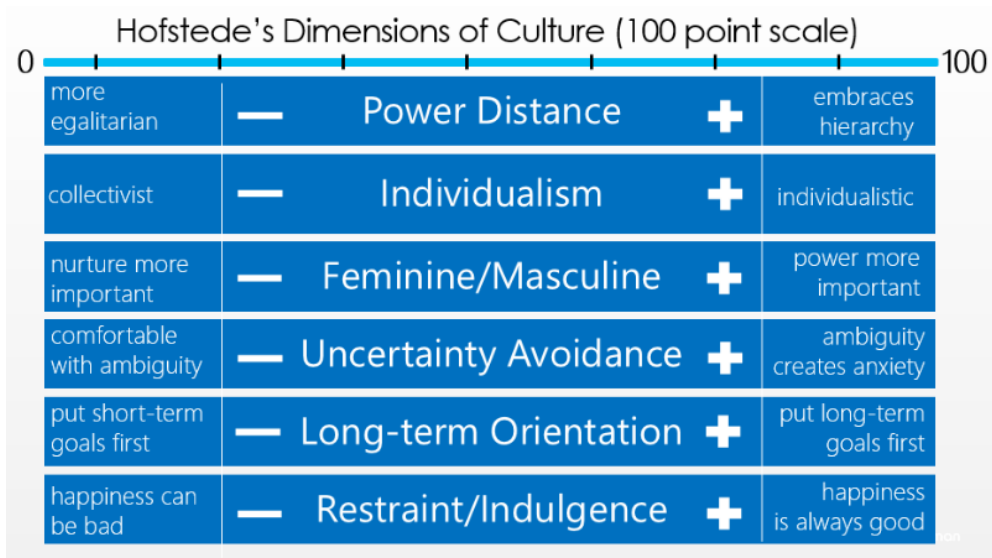 Hofstede's Dimensions of Culture (100 point scale)
0
100
more
egalitarian
Power Distance
embraces
hierarchy
collectivist
Individualism
individualistic
nurture more
important
Feminine/Masculine
power more
important
comfortable
with ambiguity
Uncertainty Avoidance
ambiguity
creates anxiety
put short-term
goals first
Long-term Orientation
put long-term
goals first
happiness can
be bad
Restraint/Indulgence
happiness
is always good